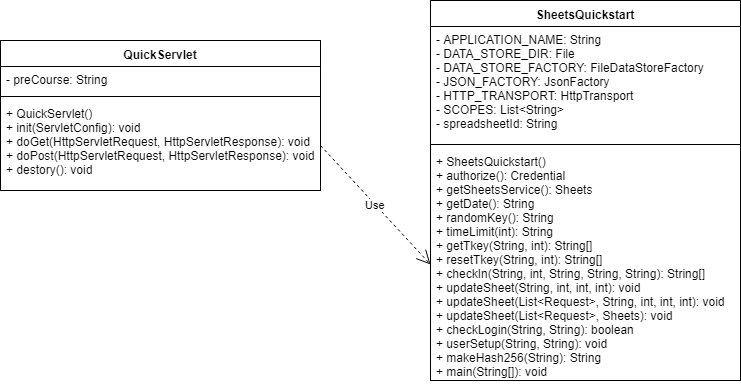 QuickServlet
- preCourse: String
+ QuickServlet()
+ init(ServletConfig): void
+ doGet(HttpServletRequest, HttpServletResponse): void
+ doPost(HttpServletRequest, HttpServletResponse): void
+ destory(): void
Use
SheetsQuickstart
- APPLICATION_NAME: String
- DATA_STORE_DIR: File
- DATA_STORE_FACTORY: FileDataStoreFactory
- JSON_FACTORY: JsonFactory
- HTTP_TRANSPORT: HttpTransport
- SCOPES: List<String>
- spreadsheetId: String
+ SheetsQuickstart()
+ authorize(): Credential
+ getSheetsService(): Sheets
+ getDate(): String
+ randomKey(): String
+ timeLimit(int): String
+ getTkey(String, int): String[]
+ resetTkey(String, int): String[]
+ checkIn(String, int, String, String, String): String[]
+ updateSheet(String, int, int, int): void
+ updateSheet(List<Request>, String, int, int, int): void
+ updateSheet(List<Request>, Sheets): void
+ checkLogin(String, String): boolean
+ userSetup(String, String): void
+ makeHash256(String): String
+ main(String[]): void